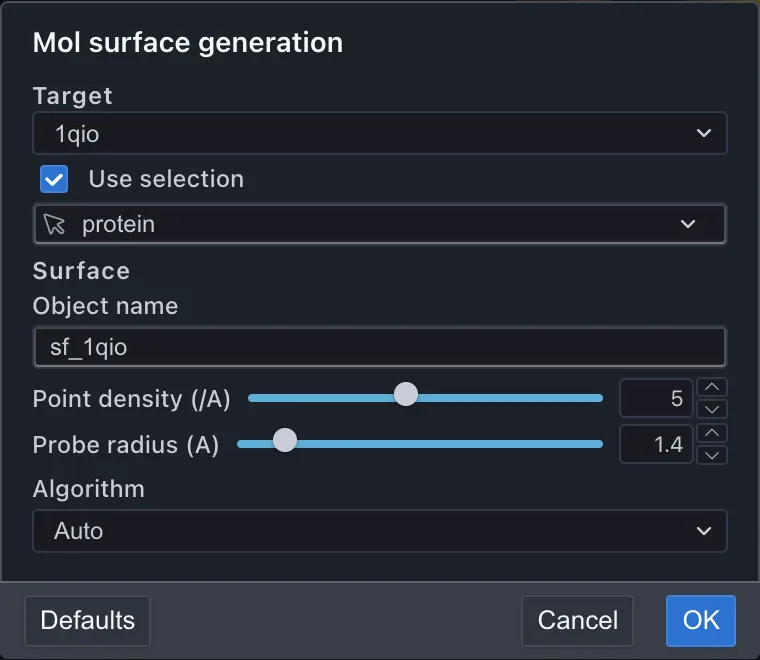 Mol surface generation
Target
1qio
Use selection
protein
Surface
Object name
sf_1qio
Point density (/A) 5
Probe radius (A) 1.4
Algorithm
Auto
Defaults Cancel OK